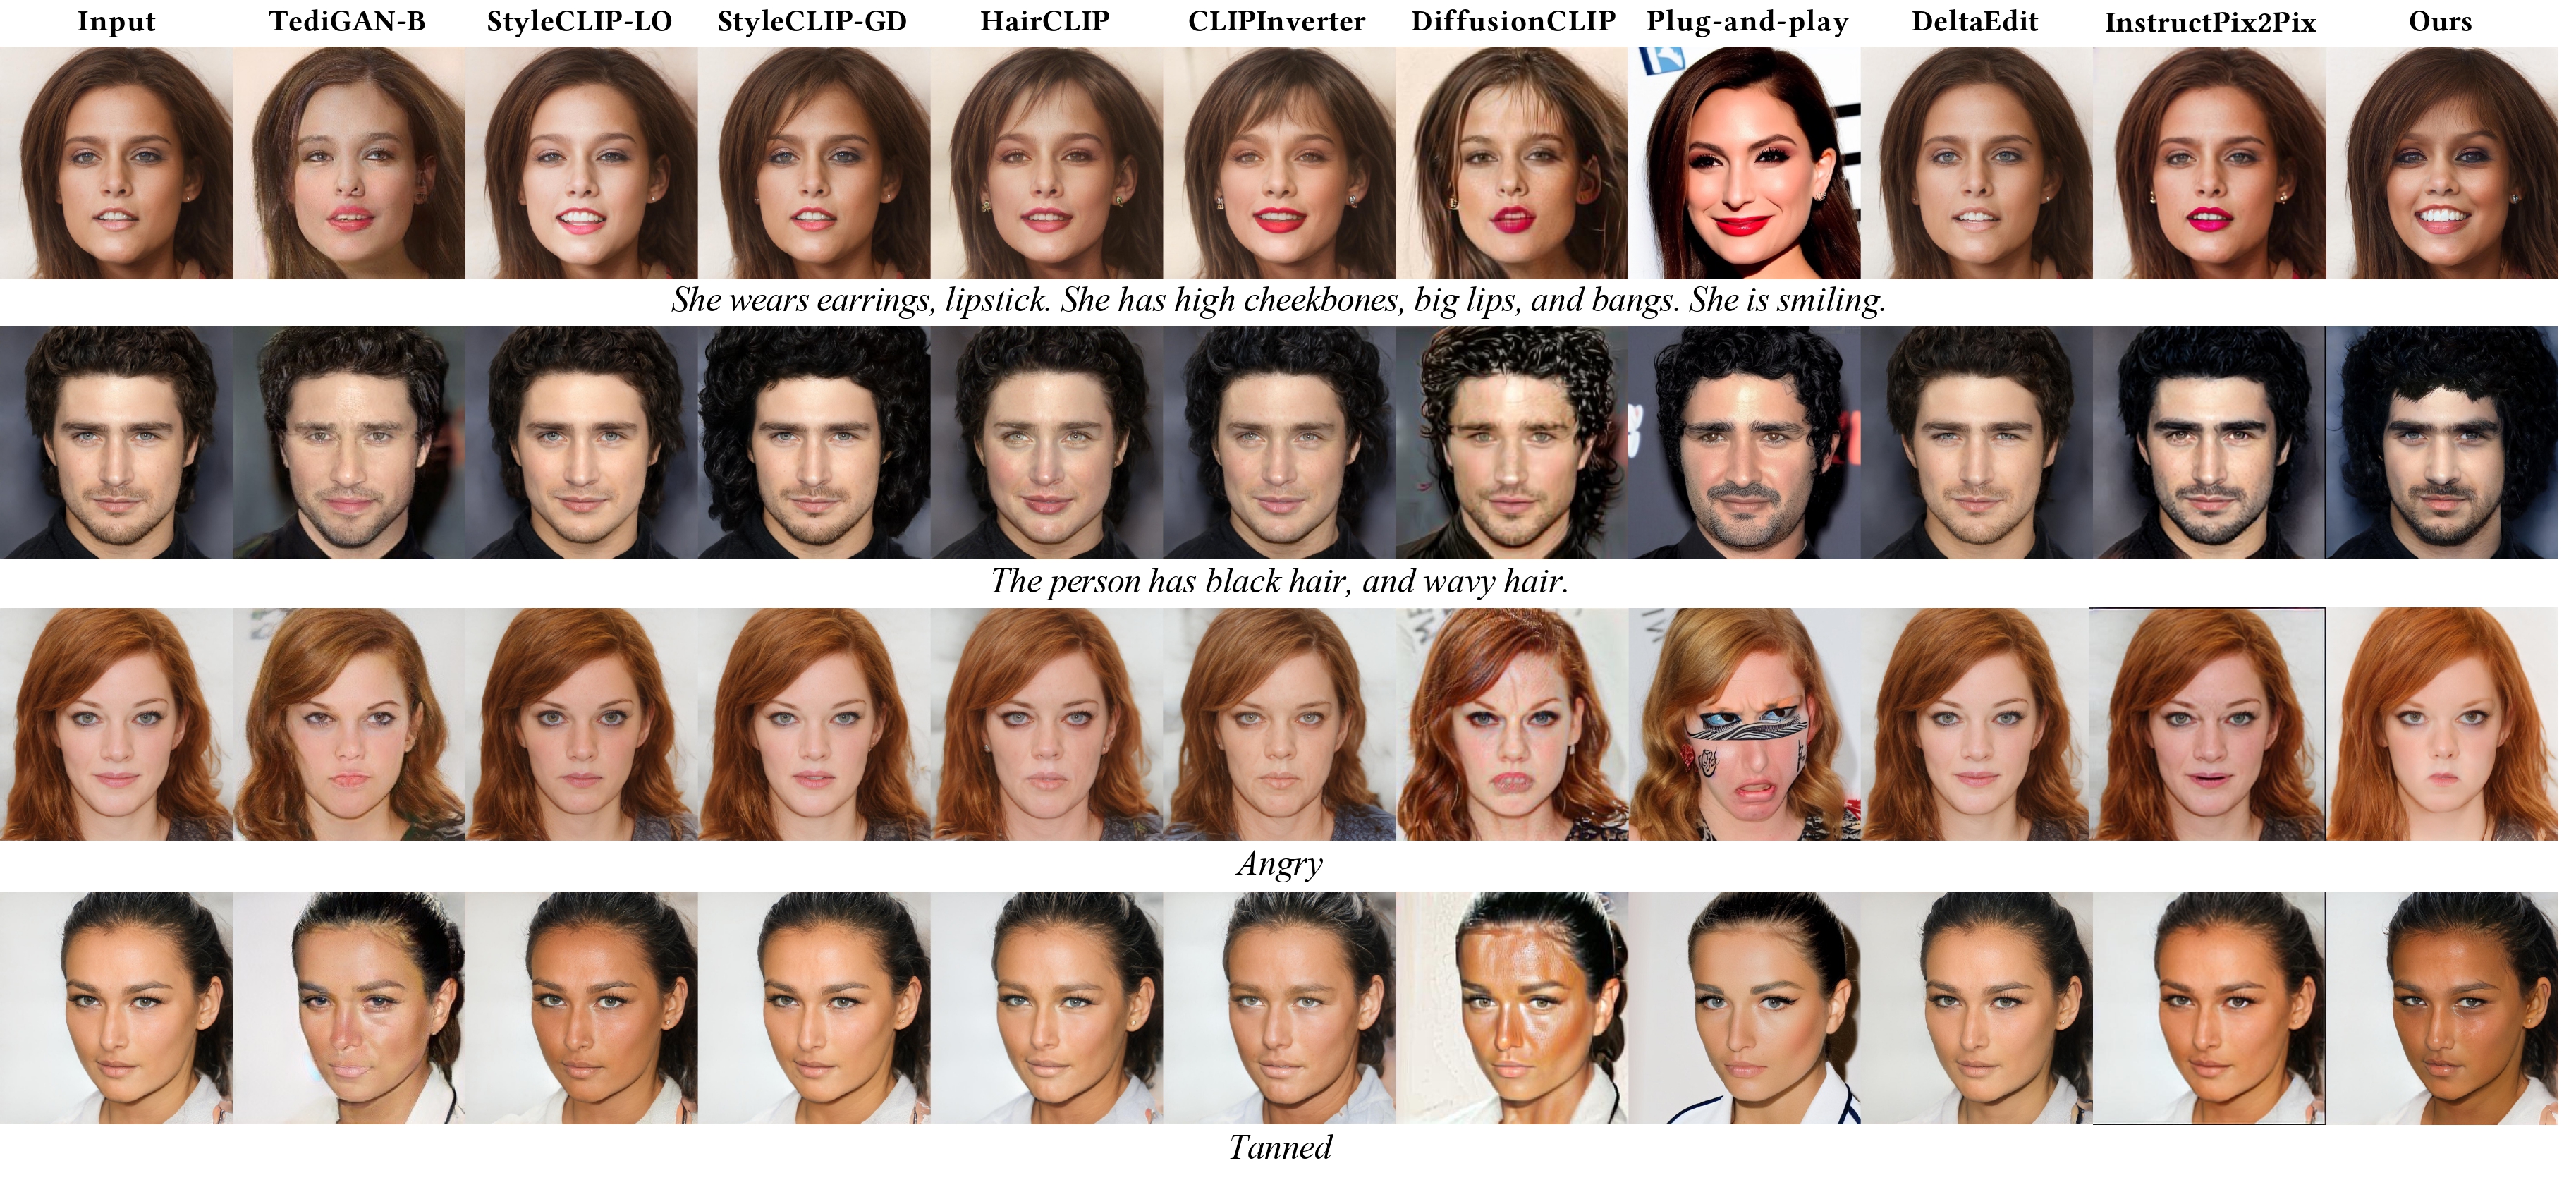 Input TediGAN-B StyleCLIP-LO StyleCLIP-GD HairCLIP CLIPInverter DiffusionCLIP Plug-and-play DeltaEdit InstructPix2Pix Ours
She wears earrings, lipstick. She has high cheekbones, big lips, and bangs. She is smiling.
The person has black hair, and wavy hair.
Angry
Tanned